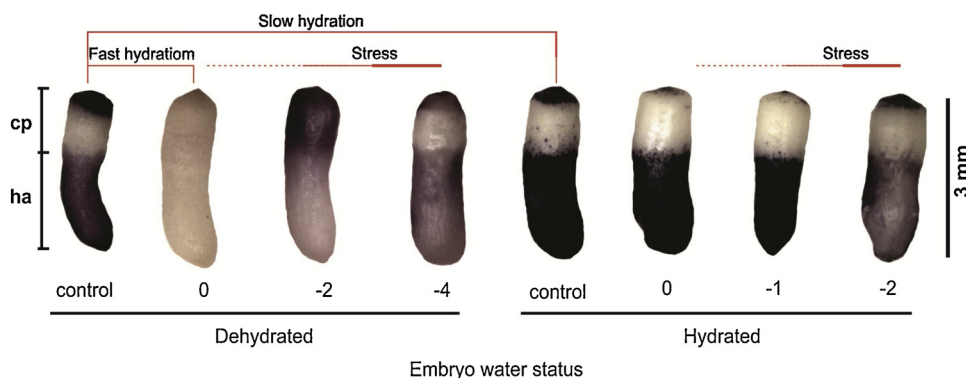 Slow hydration
Fast hydratiom
Stress
Stress
cp
ha
3 mm
control
0
-2
-4
control
0
-1
-2
Dehydrated
Hydrated
Embryo water status